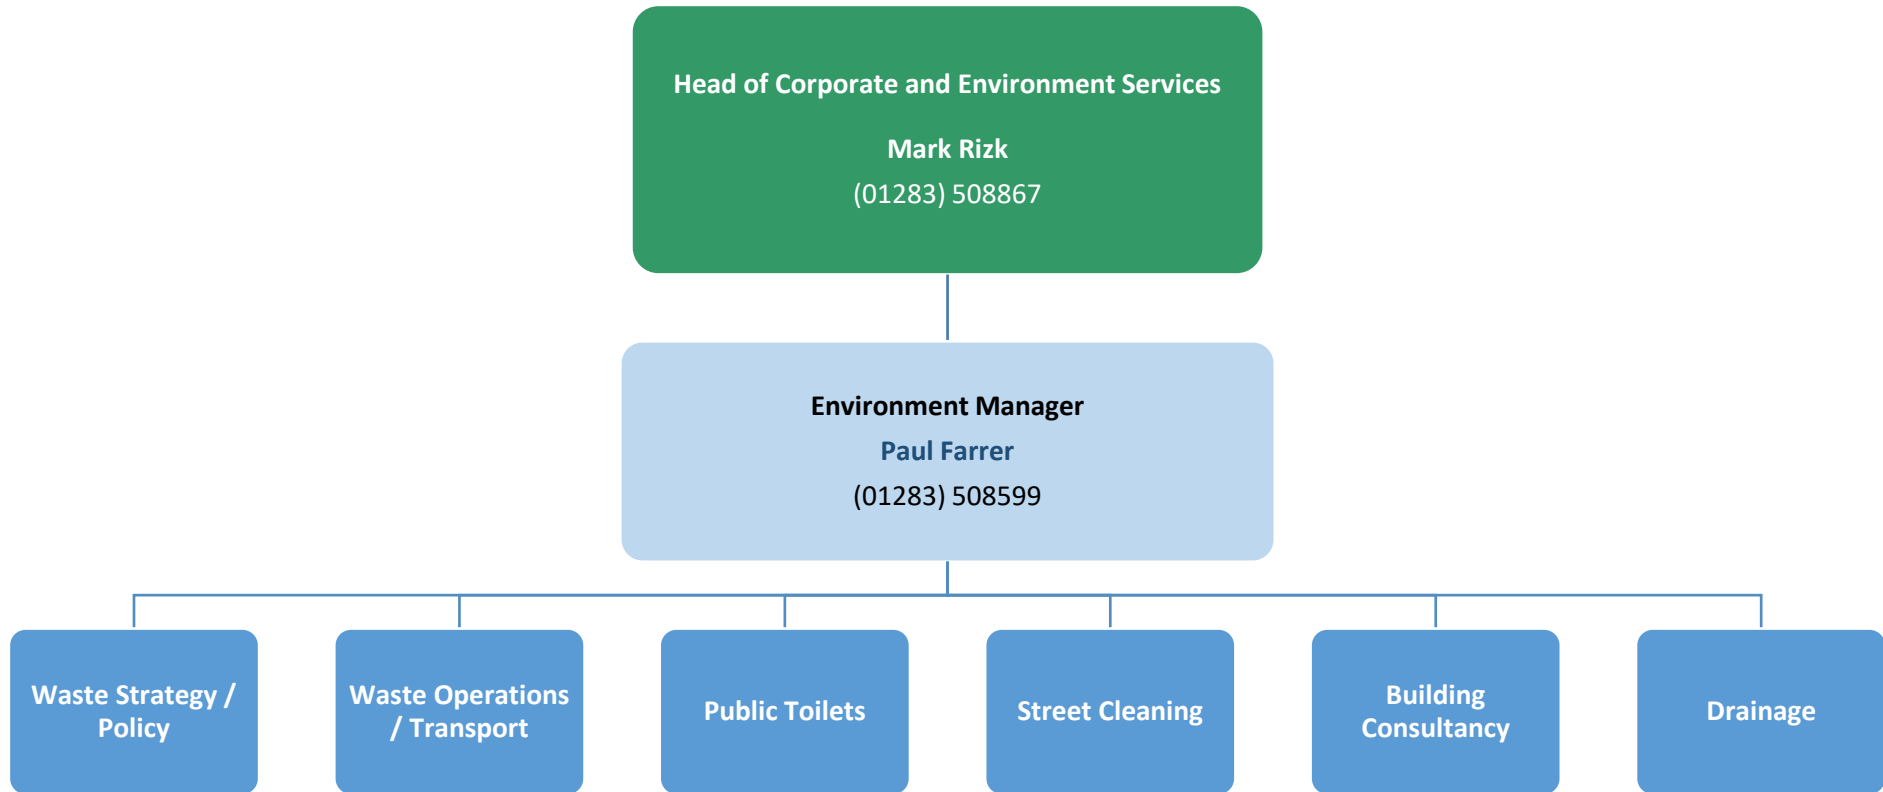 Head of Corporate and Environment Services
Mark Rizk
(01283) 508867
Environment Manager
Paul Farrer
(01283) 508599
Waste Strategy /
Policy
Waste Operations
/ Transport
Public Toilets
Street Cleaning
Building
Consultancy
Drainage